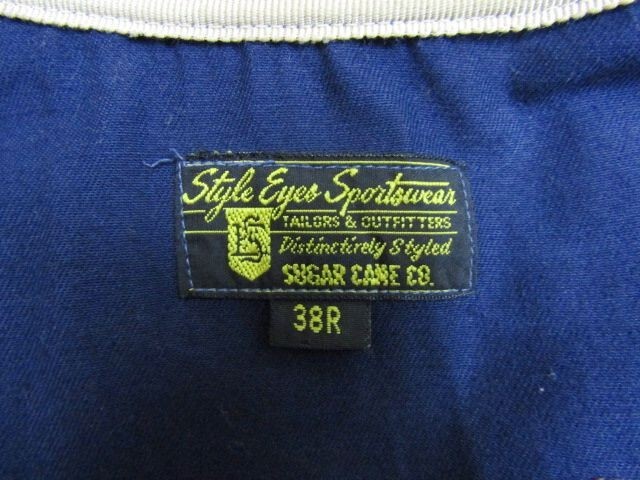 Style Eyes Sportswear
TAILORS & OUTFITTERS
Distinctively Styled
SUGAR CANE CO.
38R